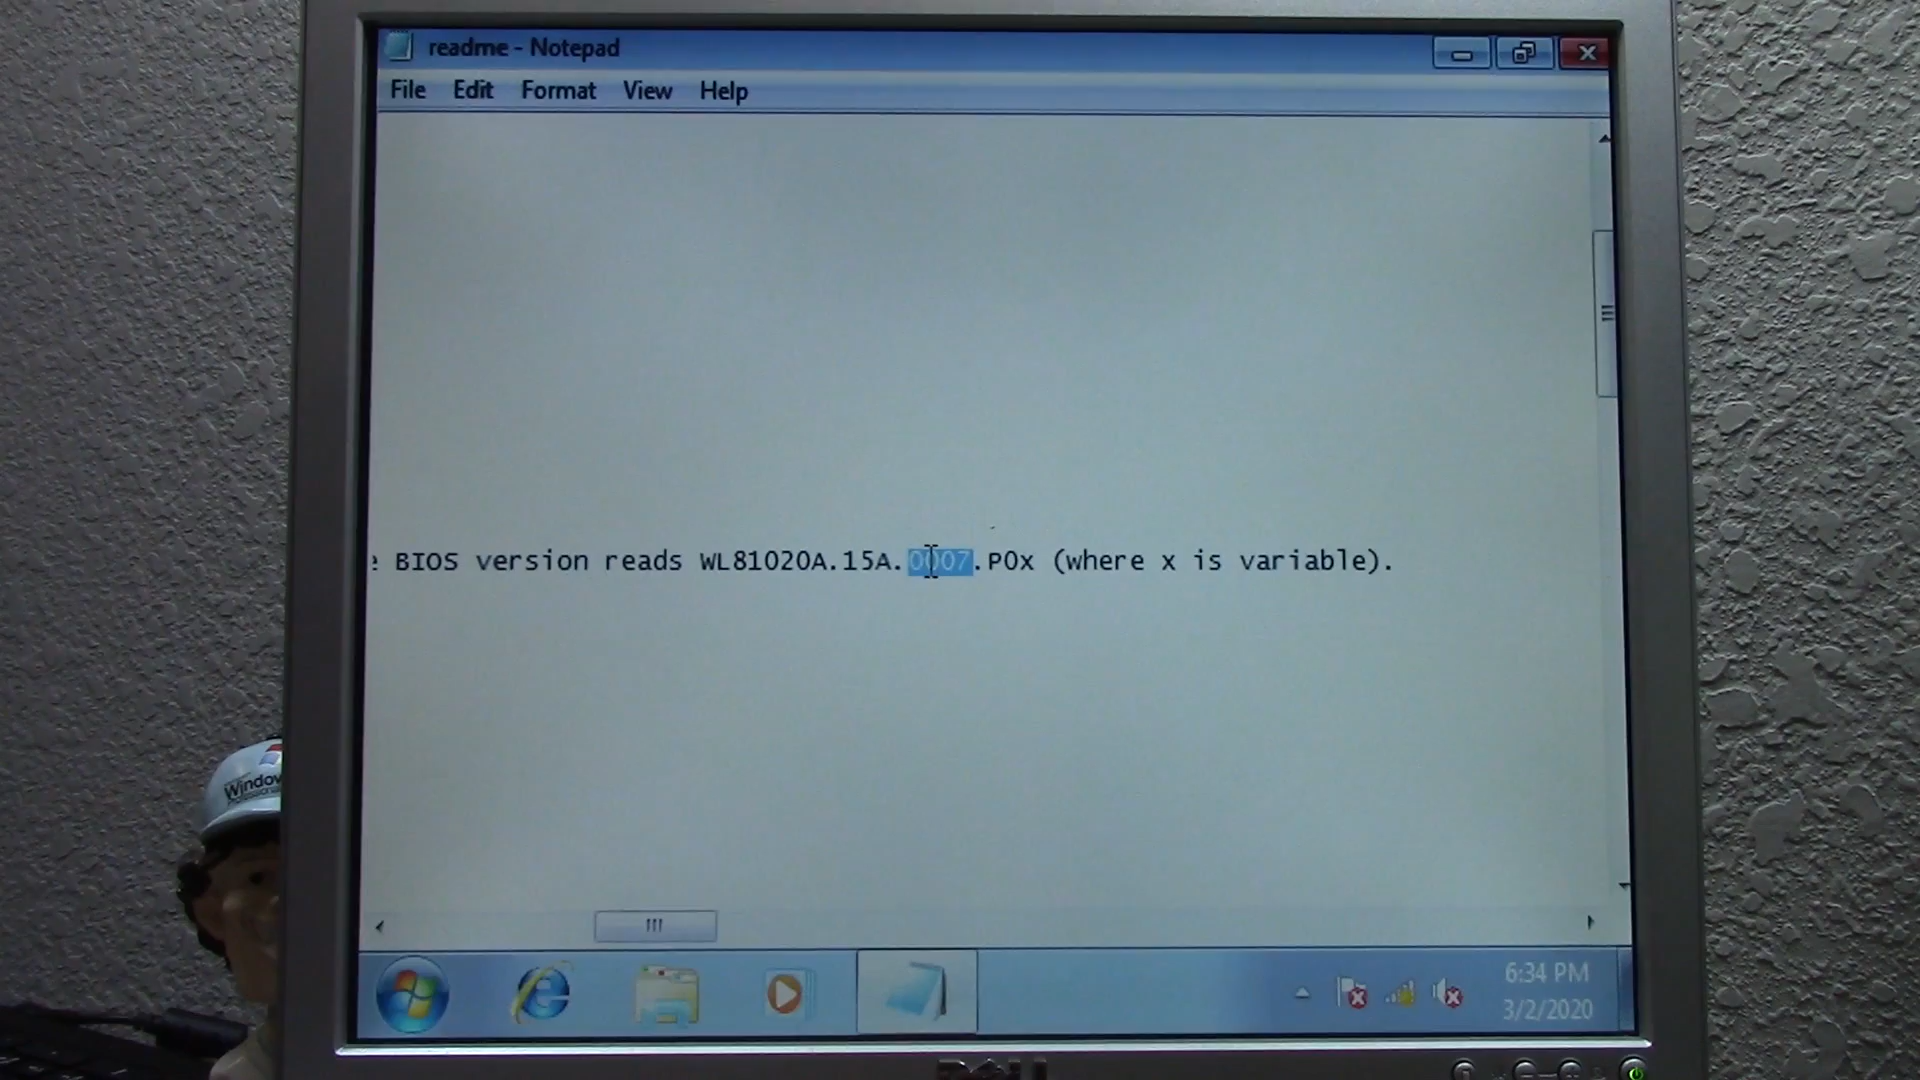 readme - Notepad
File Edit Format View Help
BIOS version reads WL81020A.15A.0007.P0x (where x is variable).
6:34 PM
3/2/2020